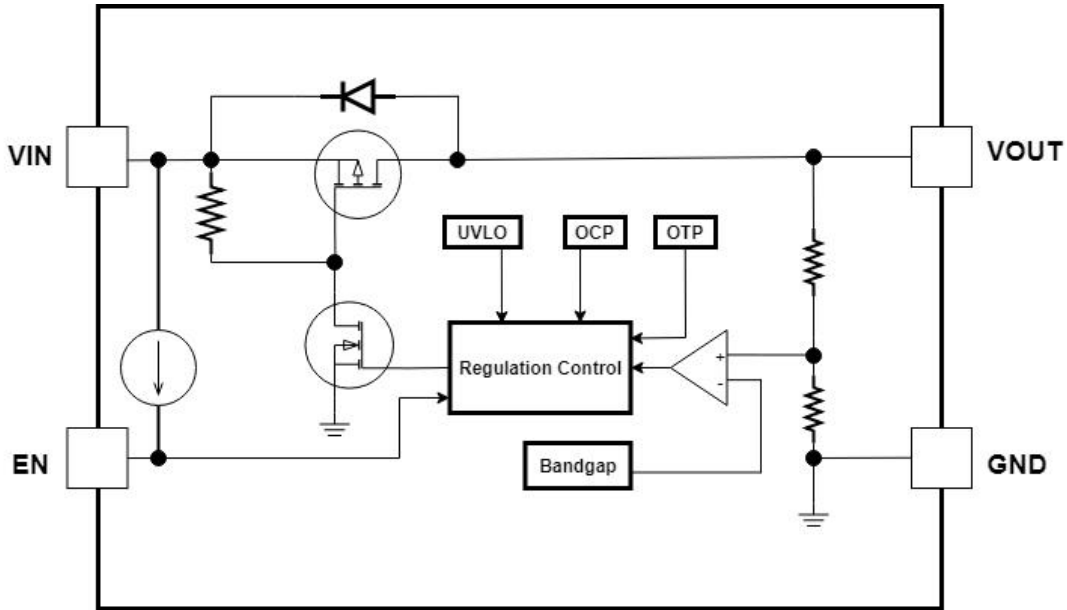 VIN
VOUT
UVLO
OCP
OTP
Regulation Control
+
-
EN
Bandgap
GND